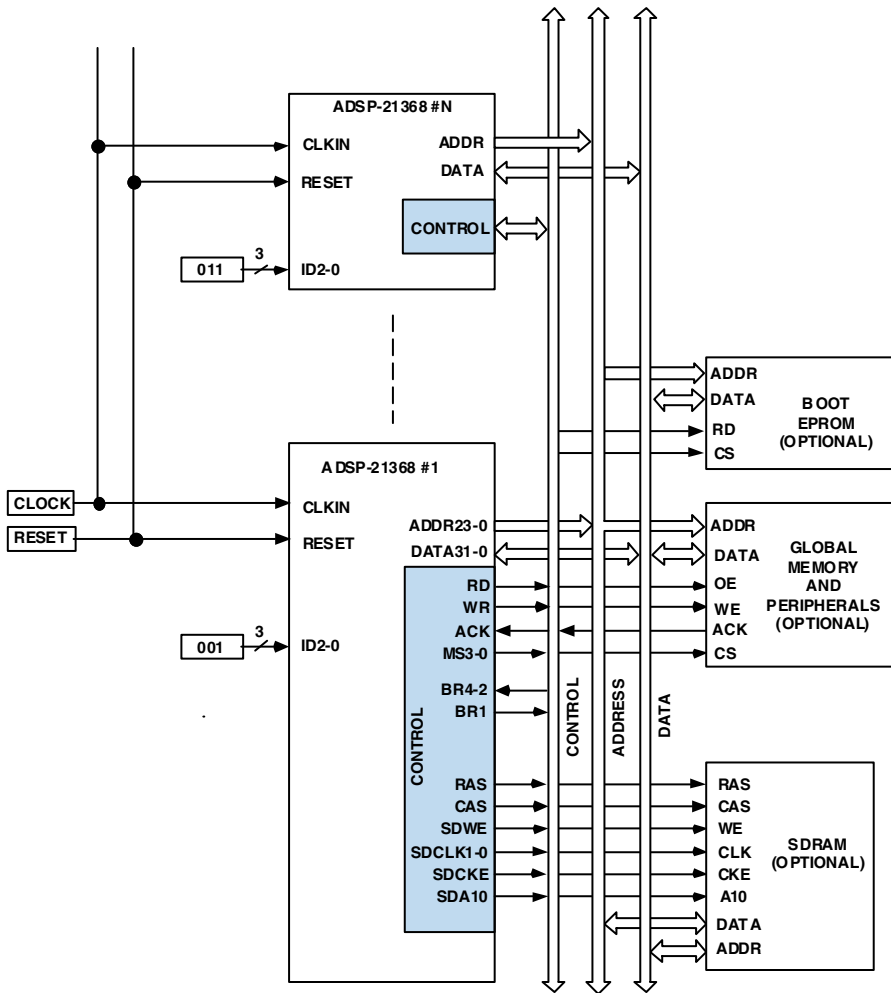 ADSP-21368 #N
CLKIN
RESET
ADDR
DATA
CONTROL
011
3
ID2-0
ADDR
DATA
RD
CS
BOOT
EPROM
(OPTIONAL)
ADSP-21368 #1
CLOCK
RESET
CLKIN
RESET
ADDR23-0
DATA31-0
001
3
ID2-0
CONTROL
RD
WR
ACK
MS3-0
BR4-2
BR1
RAS
CAS
SDWE
SDCLK1-0
SDCKE
SDA10
CONTROL
ADDRESS
DATA
ADDR
DATA
OE
WE
ACK
CS
GLOBAL
MEMORY
AND
PERIPHERALS
(OPTIONAL)
RAS
CAS
WE
CLK
CKE
A10
DATA
ADDR
SDRAM
(OPTIONAL)